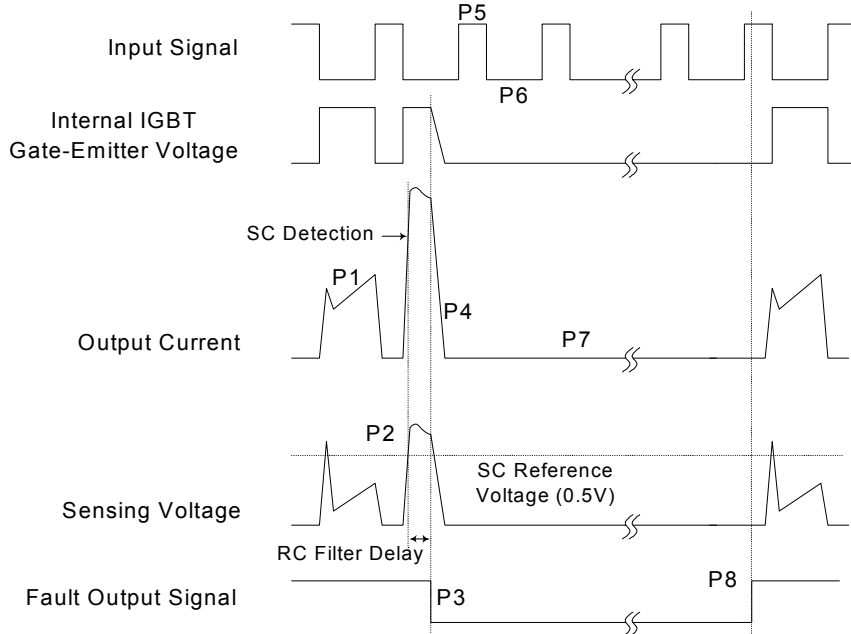 P5
Input Signal
P6
Internal IGBT
Gate-Emitter Voltage
SC Detection
P1
P4
Output Current
P7
P2
SC Reference
Voltage (0.5V)
Sensing Voltage
RC Filter Delay
P8
Fault Output Signal
P3